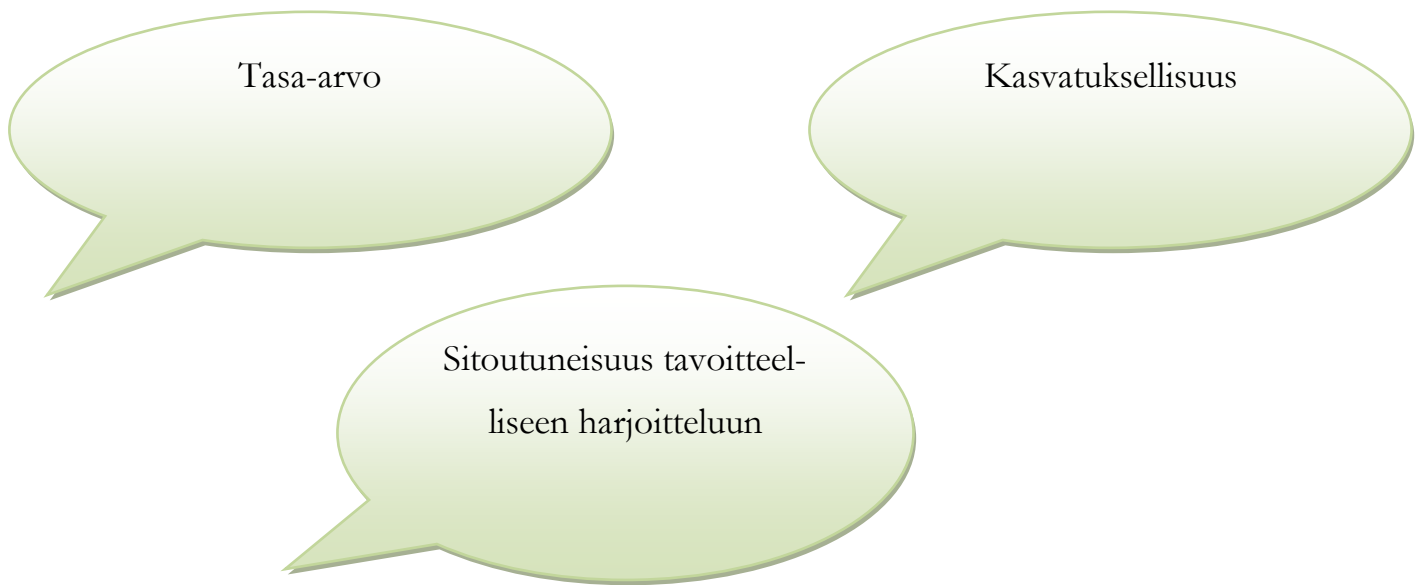 Tasa-arvo
Kasvatuksellisuus
Sitoutuneisuus tavoitteel-
liseen harjoitteluun